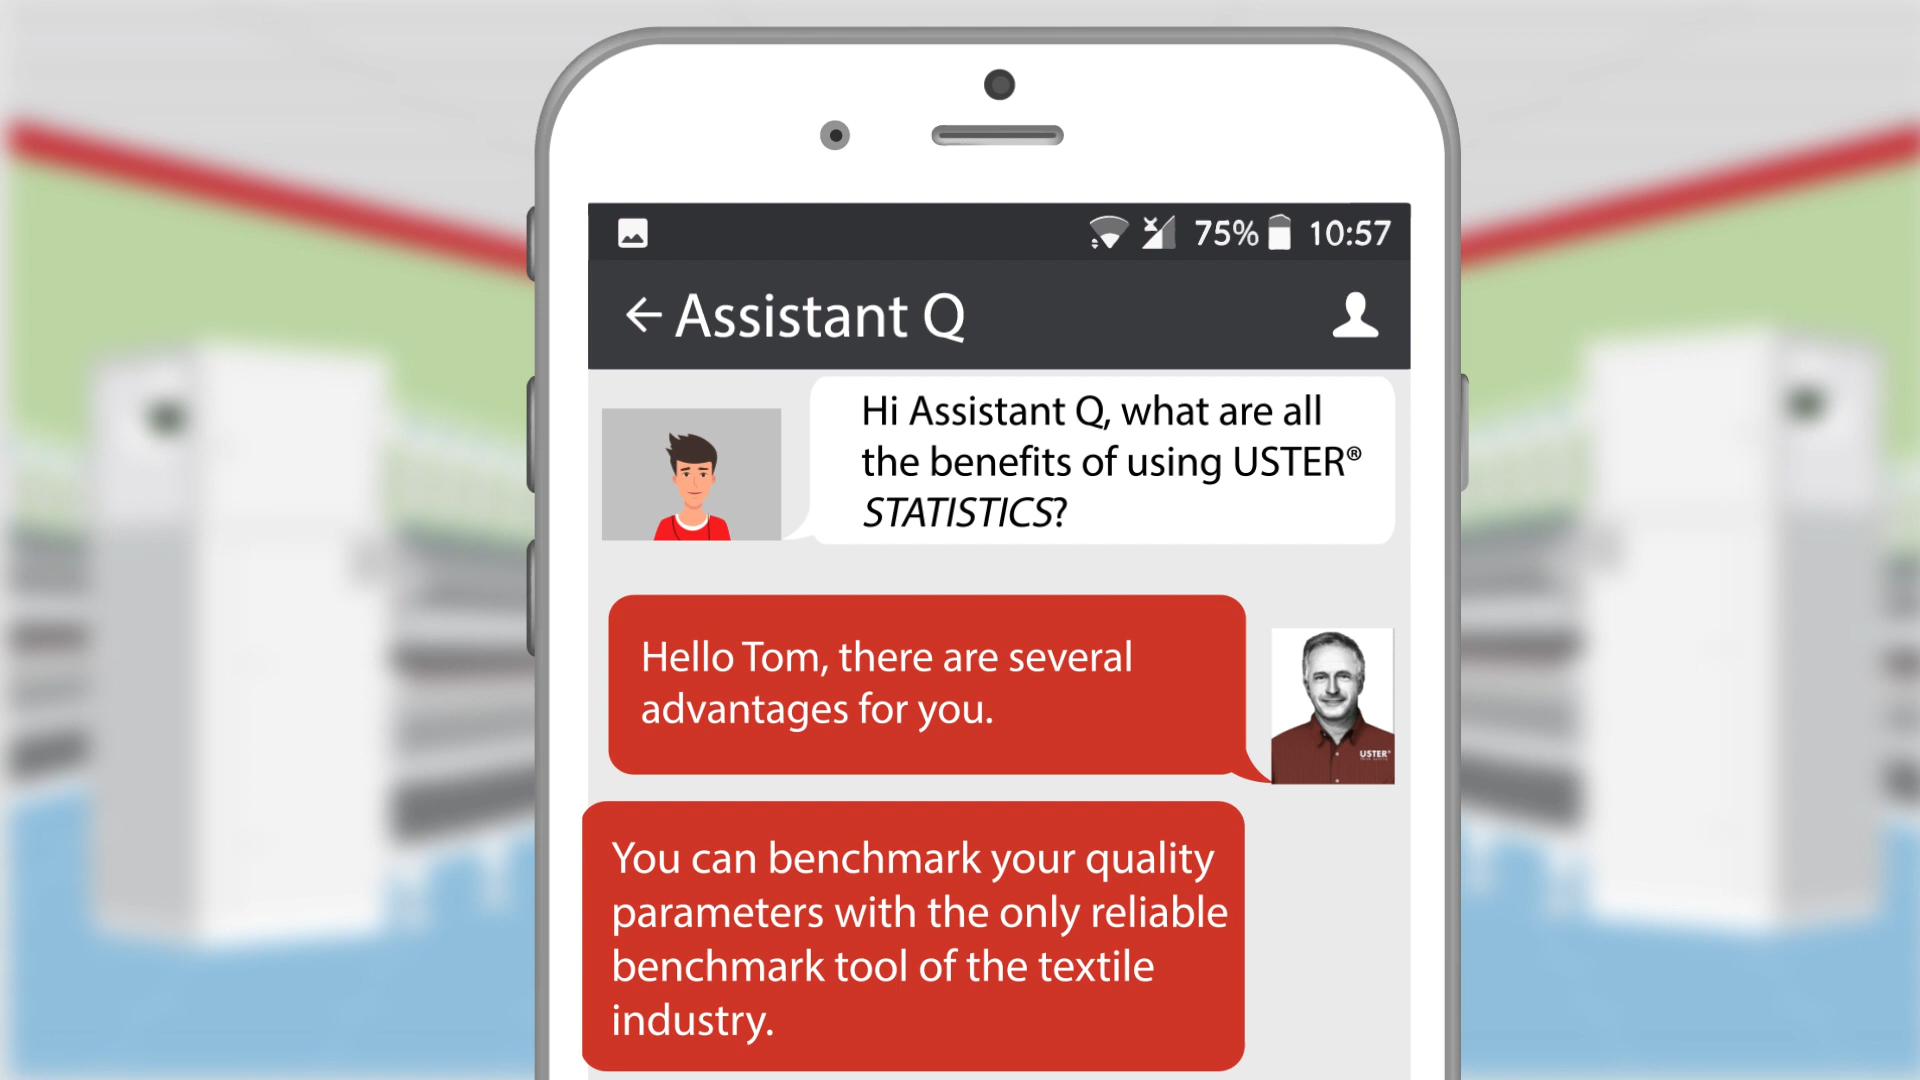 75% 10:57
Assistant Q
Hi Assistant Q, what are all
the benefits of using USTER®
STATISTICS?
Hello Tom, there are several
advantages for you.
USTER®
You can benchmark your quality
parameters with the only reliable
benchmark tool of the textile
industry.